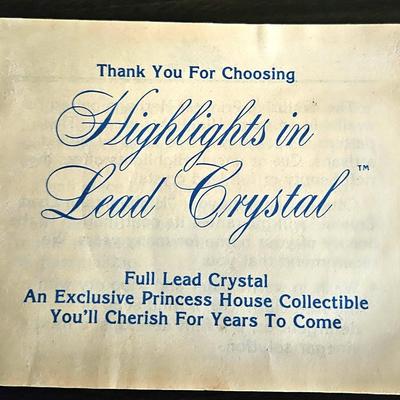 Thank You For Choosing
Highlights in
Lead Crystal™
Full Lead Crystal
An Exclusive Princess House Collectible
You'll Cherish For Years To Come